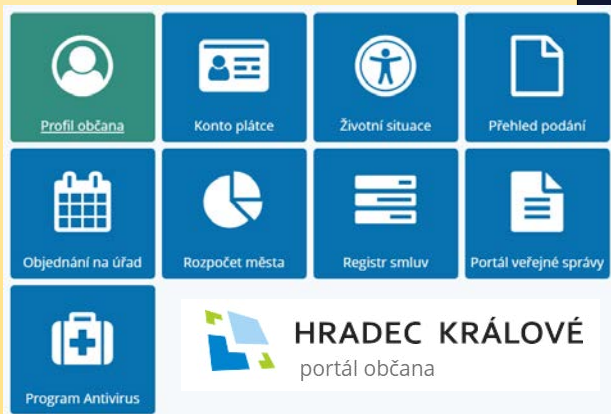 Profil občana
Konto plátce
Životní situace
Přehled podání
Objednání na úřad
Rozpočet města
Registr smluv
Portál veřejné správy
Program Antivirus
HRADEC KRÁLOVÉ
portál občana